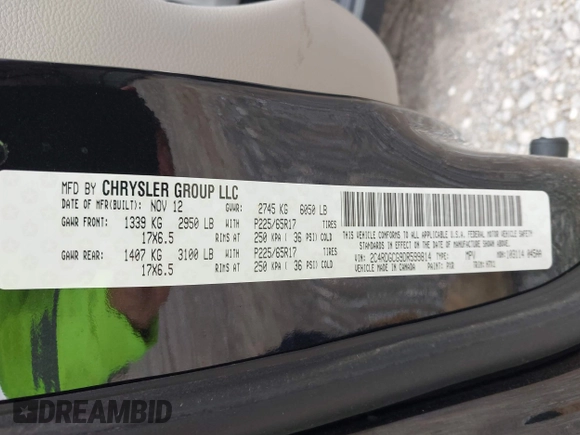 MFD BY CHRYSLER GROUP LLC
DATE OF MFR(BUILT): NOV 12 GVWR: 2745 KG 6050 LB
GAWR FRONT: 1339 KG 2950 LB WITH P225/65R17 TIRES
17X6.5 RIMS AT 250 KPA ( 36 PSI) COLD
GAWR REAR: 1407 KG 3100 LB WITH P225/65R17 TIRES
17X6.5 RIMS AT 250 KPA ( 36 PSI) COLD
THIS VEHICLE CONFORMS TO ALL APPLICABLE U.S.A. FEDERAL MOTOR VEHICLE SAFETY
STANDARDS IN EFFECT ON THE DATE OF MANUFACTURE SHOWN ABOVE.
VIN: 2C4RDGCG9DR599814 TYPE: MPV
VEHICLE MADE IN CANADA PAINT: TRIM:
DREAMBID